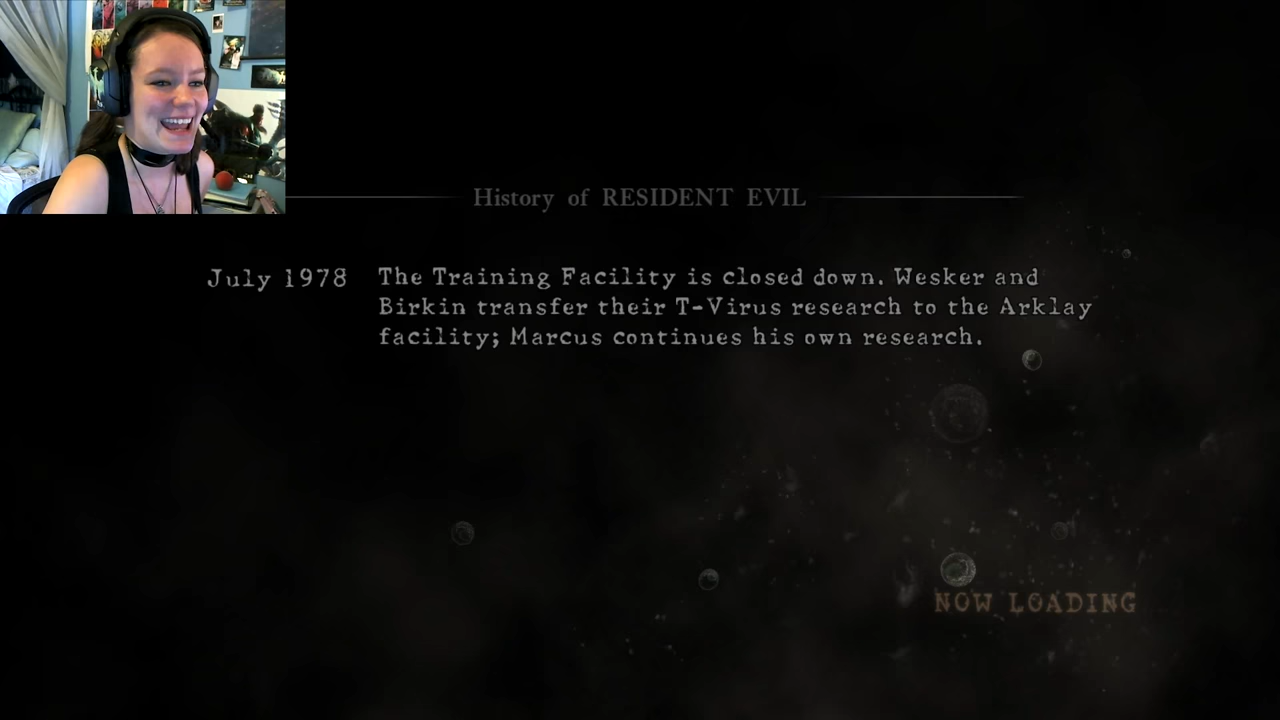 History of RESIDENT EVIL
July 1978 The Training Facility is closed down. Wesker and
Birkin transfer their T-Virus research to the Arklay
facility; Marcus continues his own research.
NOW LOADING